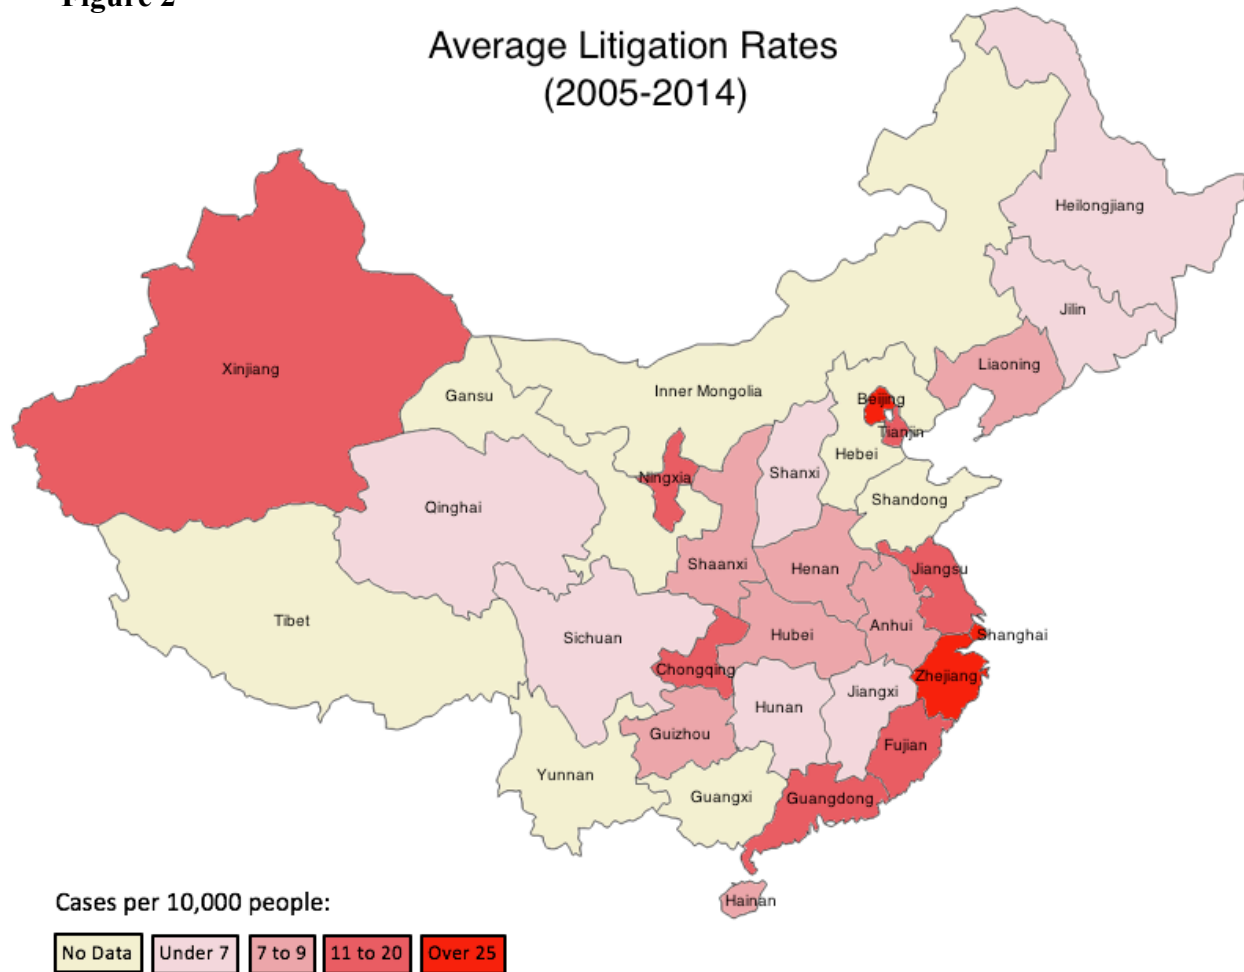 Figure 2
Average Litigation Rates
(2005-2014)
Heilongjiang
Jilin
Liaoning
Xinjiang
Gansu
Inner Mongolia
Beijing
Tianjin
Hebei
Shanxi
Ningxia
Shandong
Qinghai
Shaanxi
Henan
Jiangsu
Tibet
Sichuan
Hubei
Anhui
Shanghai
Chongqing
Zhejiang
Jiangxi
Hunan
Guizhou
Fujian
Yunnan
Guangxi
Guangdong
Hainan
Cases per 10,000 people:
No Data
Under 7
7 to 9
11 to 20
Over 25